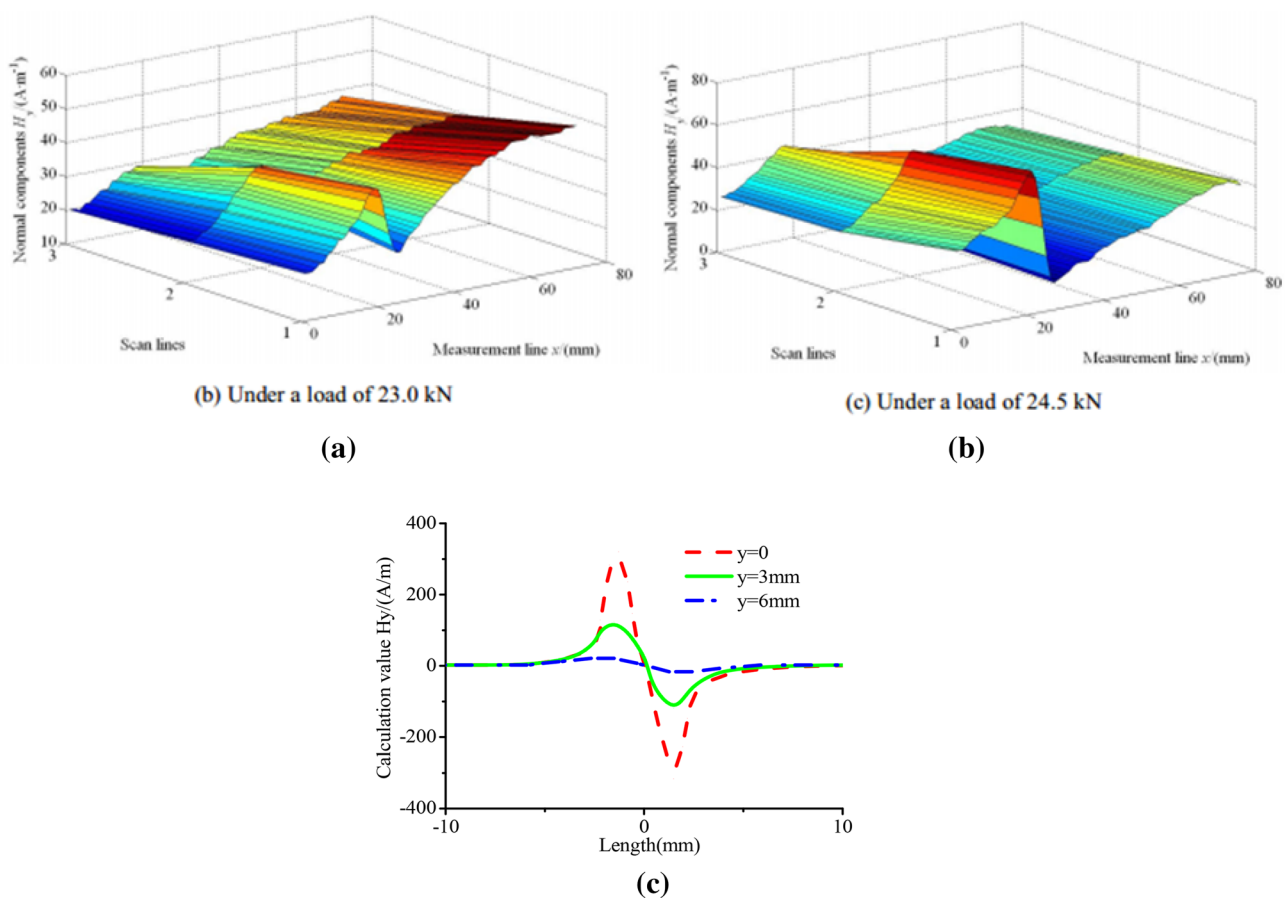 Normal components H_y/(A·m⁻¹)
60
50
40
30
20
10
3
2
1
0
20
40
60
80
Scan lines
Measurement line x/(mm)
(b) Under a load of 23.0 kN
(a)
Normal components H_y/(A·m⁻¹)
80
60
40
20
0
3
2
1
0
20
40
60
80
Scan lines
Measurement line x/(mm)
(c) Under a load of 24.5 kN
(b)
Calculation value Hy/(A/m)
400
200
0
-200
-400
-10
0
10
Length(mm)
y=0
y=3mm
y=6mm
(c)